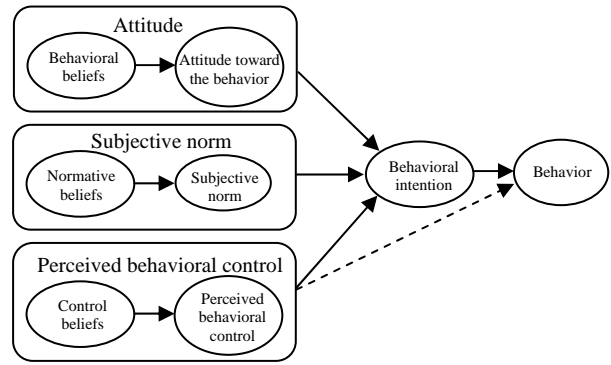 Attitude
Behavioral
beliefs
Attitude toward
the behavior
Subjective norm
Normative
beliefs
Subjective
norm
Perceived behavioral control
Control
beliefs
Perceived
behavioral
control
Behavioral
intention
Behavior